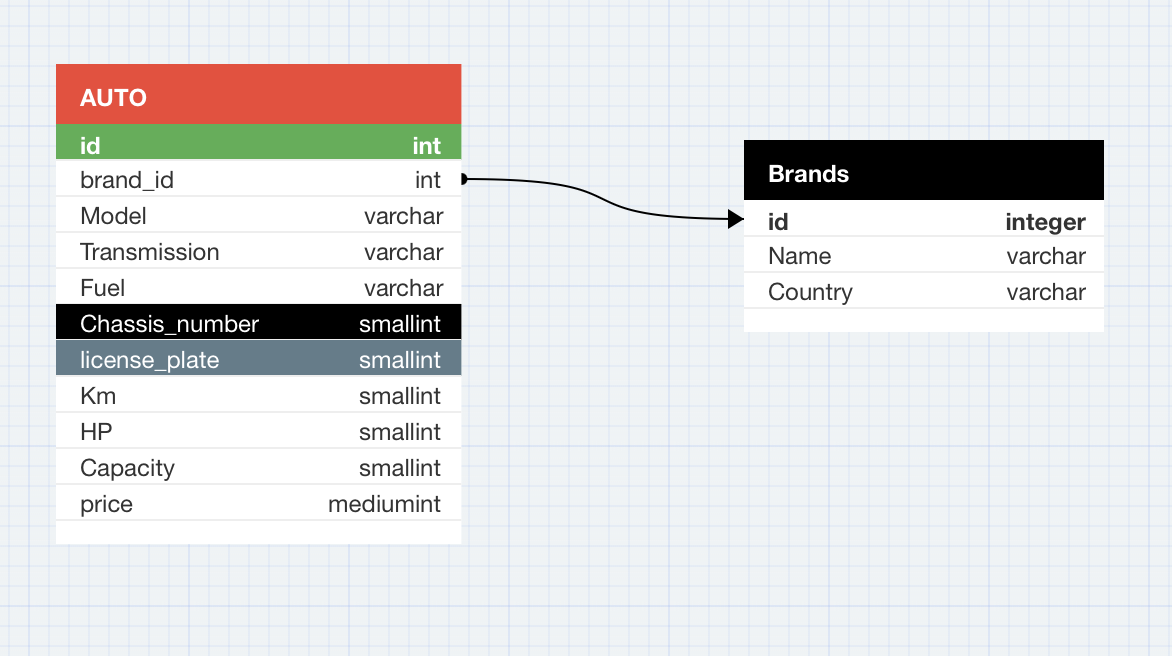 AUTO
id int
brand_id int
Model varchar
Transmission varchar
Fuel varchar
Chassis_number smallint
license_plate smallint
Km smallint
HP smallint
Capacity smallint
price mediumint
Brands
id integer
Name varchar
Country varchar